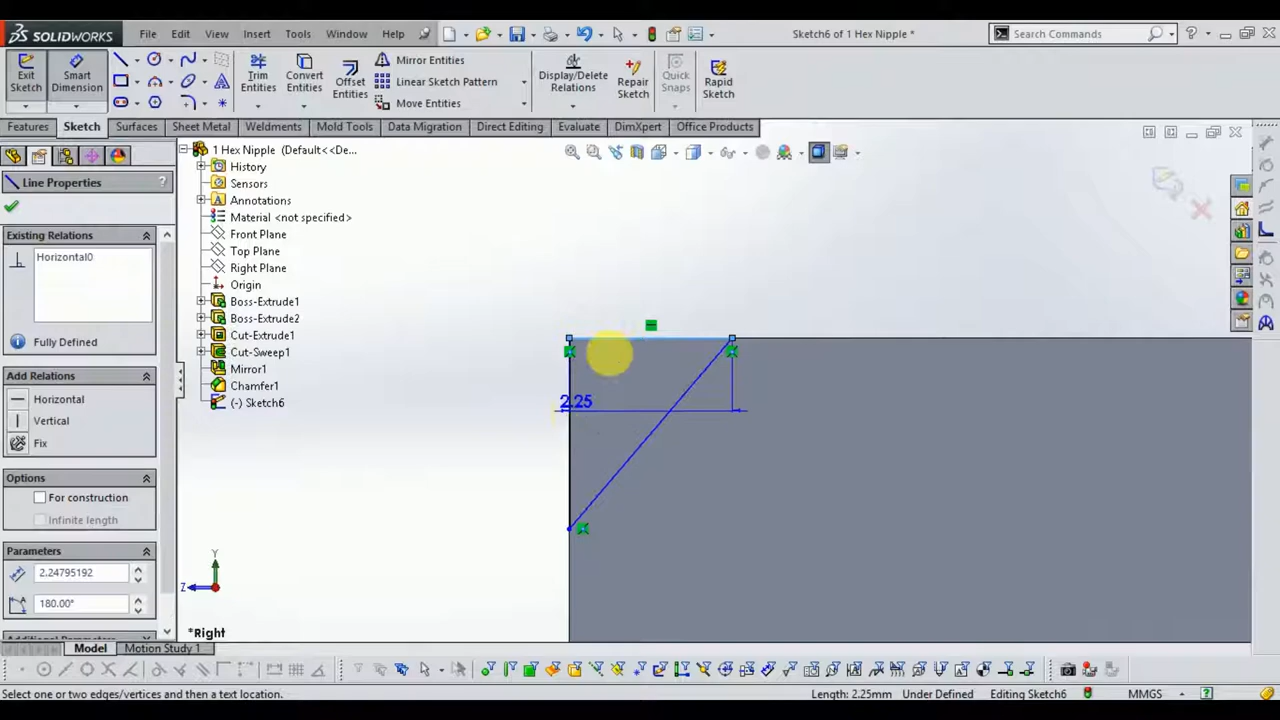 SOLIDWORKS File Edit View Insert Tools Window Help Sketch6 of 1 Hex Nipple * Search Commands
Exit Sketch
Smart Dimension
Trim Entities
Convert Entities
Offset Entities
Mirror Entities
Linear Sketch Pattern
Move Entities
Display/Delete Relations
Repair Sketch
Quick Snaps
Rapid Sketch
Features Sketch Surfaces Sheet Metal Weldments Mold Tools Data Migration Direct Editing Evaluate DimXpert Office Products
Line Properties ?
Existing Relations
Horizontal0
Fully Defined
Add Relations
Horizontal
Vertical
Fix
Options
For construction
Infinite length
Parameters
2.24795192
180.00°
1 Hex Nipple (Default<<De...
History
Sensors
Annotations
Material <not specified>
Front Plane
Top Plane
Right Plane
Origin
Boss-Extrude1
Boss-Extrude2
Cut-Extrude1
Cut-Sweep1
Mirror1
Chamfer1
(-) Sketch6
2.25
Y
Z
*Right
Model Motion Study 1
Select one or two edges/vertices and then a text location. Length: 2.25mm Under Defined Editing Sketch6 MMGS